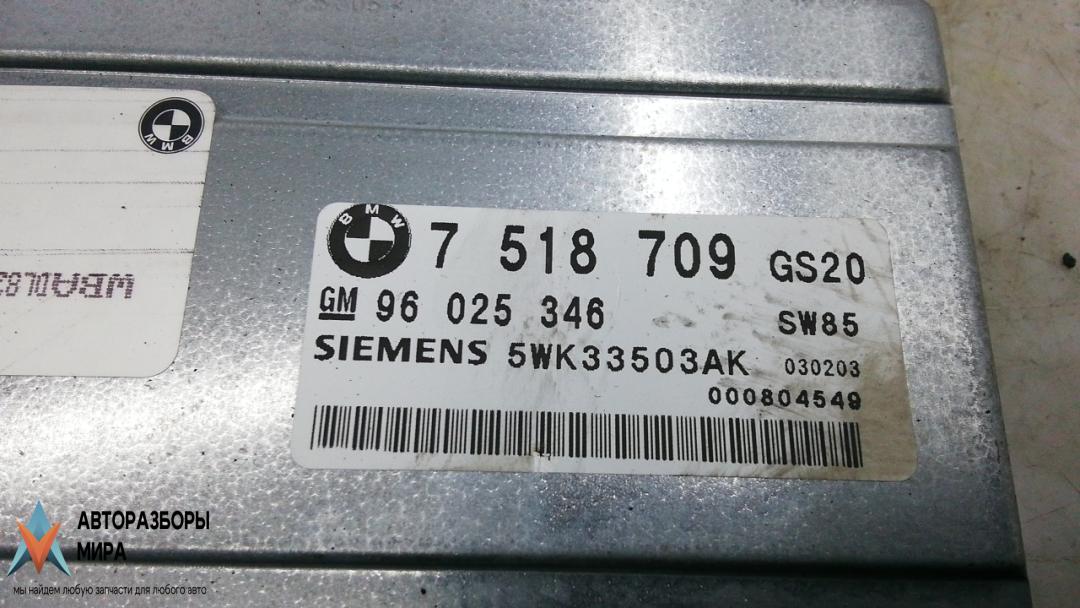 BMW
BMW 7 518 709 GS20
GM 96 025 346 SW85
SIEMENS 5WK33503AK 030203
000804549
АВТОРАЗБОРЫ
МИРА
мы найдем любую запчасти для любого авто